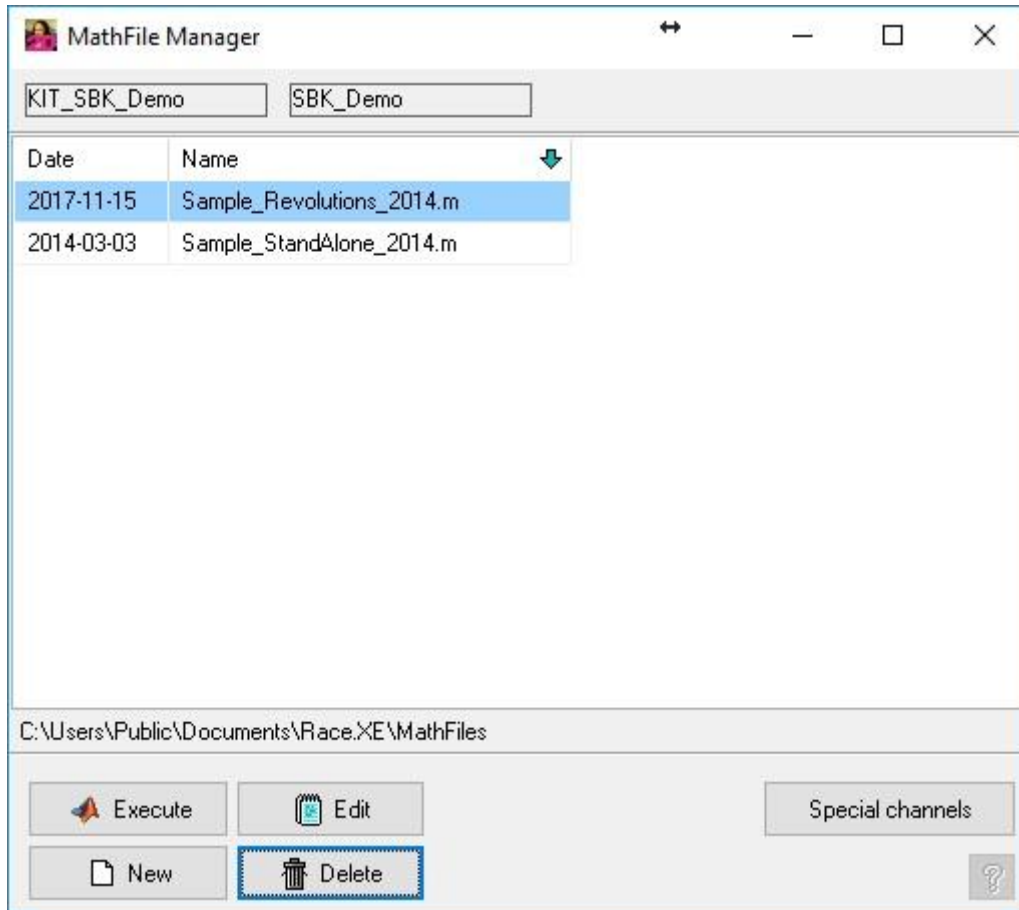 MathFile Manager
KIT_SBK_Demo SBK_Demo
Date Name
2017-11-15 Sample_Revolutions_2014.m
2014-03-03 Sample_StandAlone_2014.m
C:\Users\Public\Documents\Race.XE\MathFiles
Execute Edit Special channels
New Delete ?